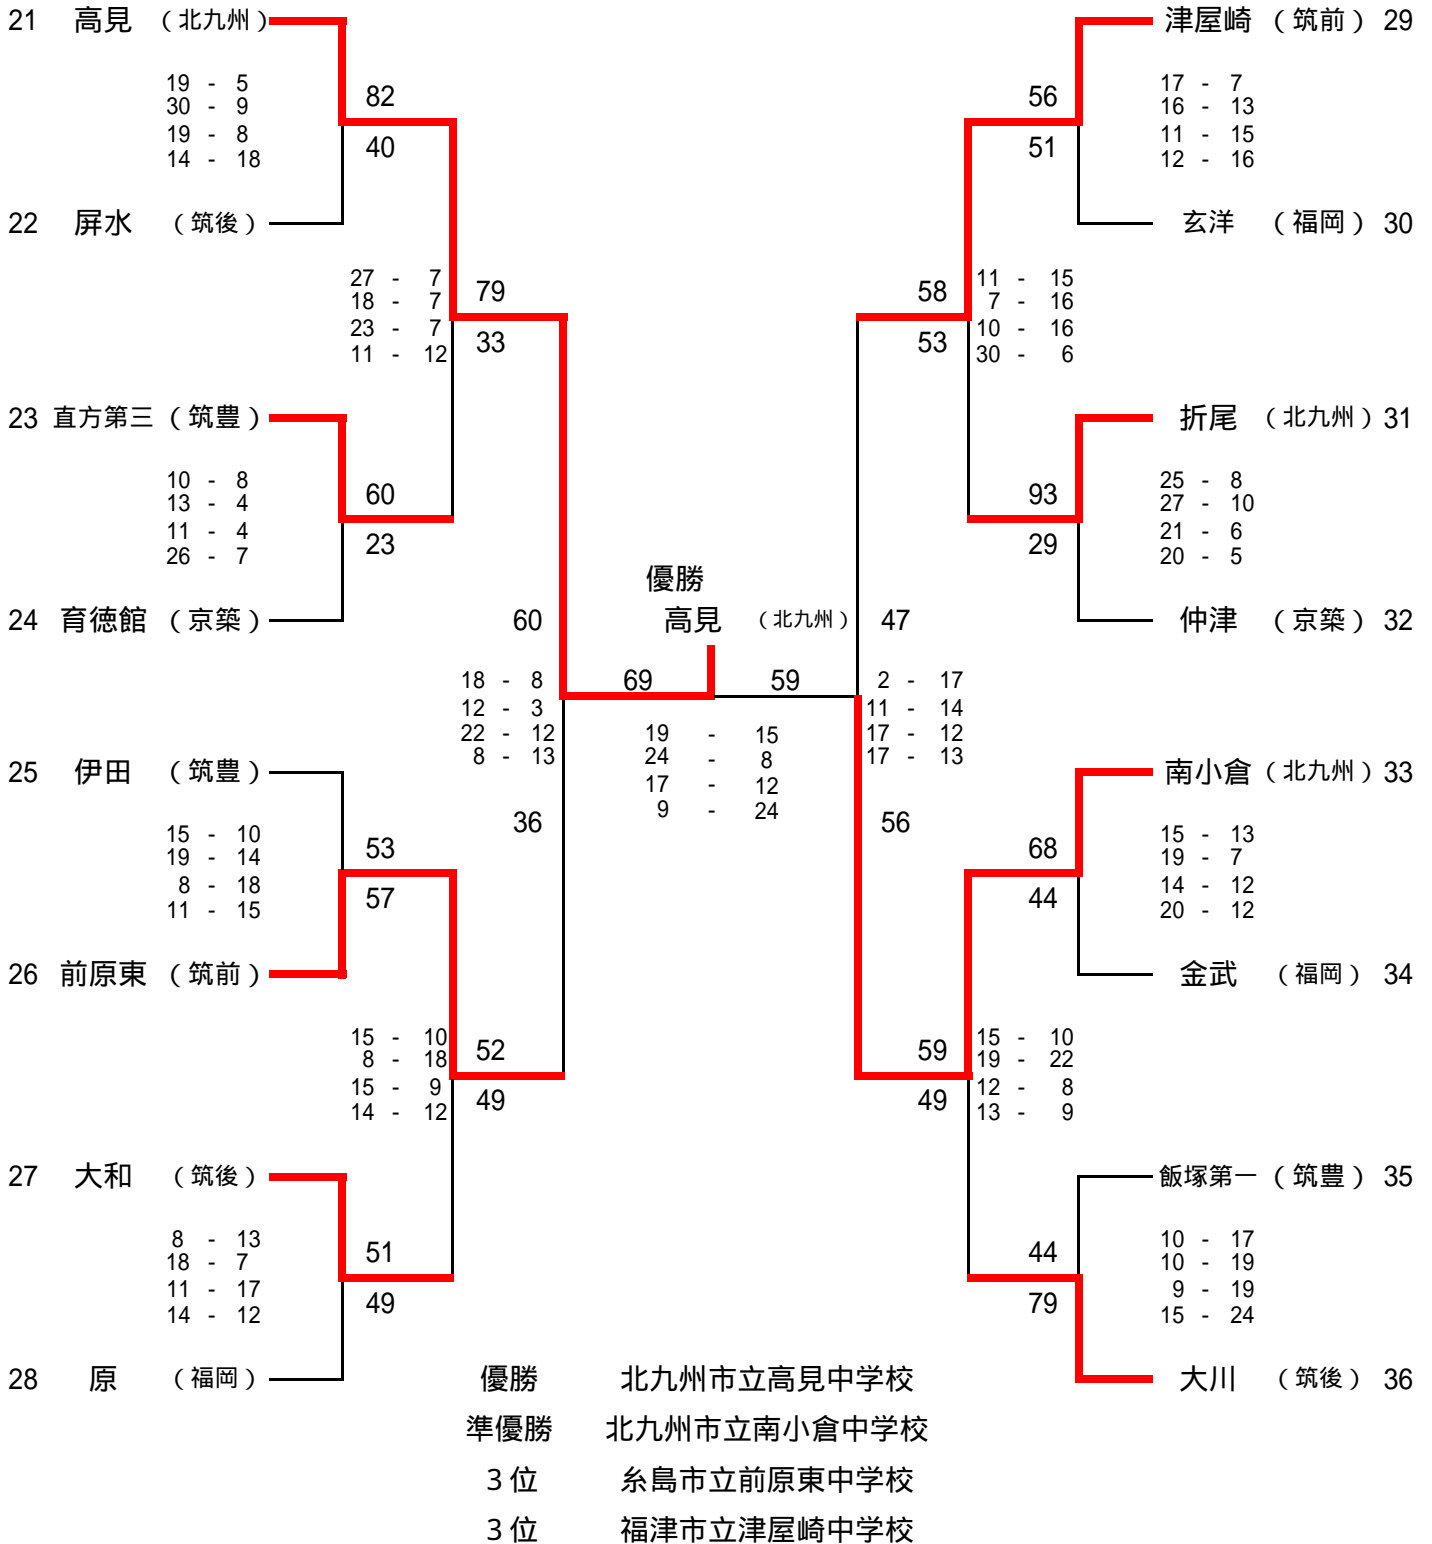 21 高見 （北九州）
19 - 5
30 - 9
19 - 8
14 - 18
82
40
22 屏水 （筑後）
27 - 7
18 - 7
23 - 7
11 - 12
79
33
23 直方第三 （筑豊）
10 - 8
13 - 4
11 - 4
26 - 7
60
23
24 育徳館 （京築）
60
18 - 8
12 - 3
22 - 12
8 - 13
36
25 伊田 （筑豊）
15 - 10
19 - 14
8 - 18
11 - 15
53
57
26 前原東 （筑前）
15 - 10
8 - 18
15 - 9
14 - 12
52
49
27 大和 （筑後）
8 - 13
18 - 7
11 - 17
14 - 12
51
49
28 原 （福岡）
優勝
高見 （北九州）
69 59
19 - 15
24 - 8
17 - 12
9 - 24
津屋崎 （筑前） 29
56
51
17 - 7
16 - 13
11 - 15
12 - 16
玄洋 （福岡） 30
58
53
11 - 15
7 - 16
10 - 16
30 - 6
折尾 （北九州） 31
93
29
25 - 8
27 - 10
21 - 6
20 - 5
仲津 （京築） 32
47
2 - 17
11 - 14
17 - 12
17 - 13
56
南小倉 （北九州） 33
68
44
15 - 13
19 - 7
14 - 12
20 - 12
金武 （福岡） 34
59
49
15 - 10
19 - 22
12 - 8
13 - 9
飯塚第一 （筑豊） 35
44
79
10 - 17
10 - 19
9 - 19
15 - 24
大川 （筑後） 36
優勝 北九州市立高見中学校
準優勝 北九州市立南小倉中学校
３位 糸島市立前原東中学校
３位 福津市立津屋崎中学校